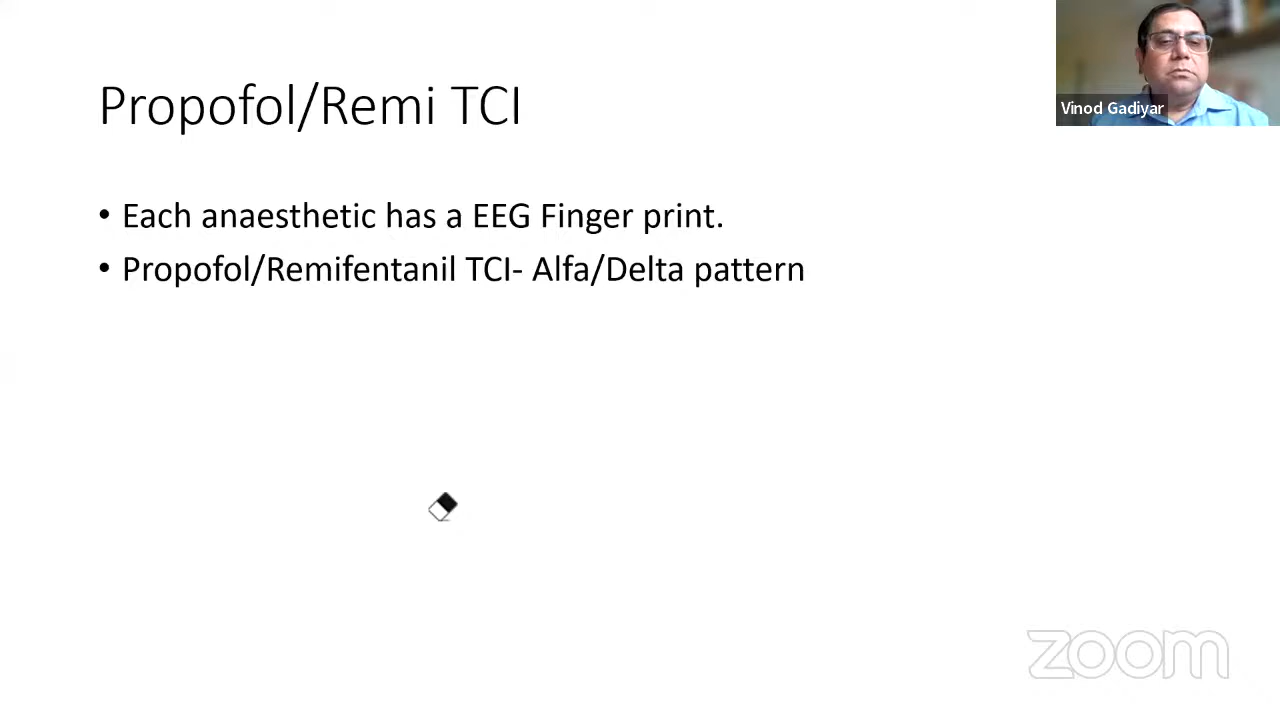 Propofol/Remi TCI
Vinod Gadiyar
• Each anaesthetic has a EEG Finger print.
• Propofol/Remifentanil TCI- Alfa/Delta pattern
zoom